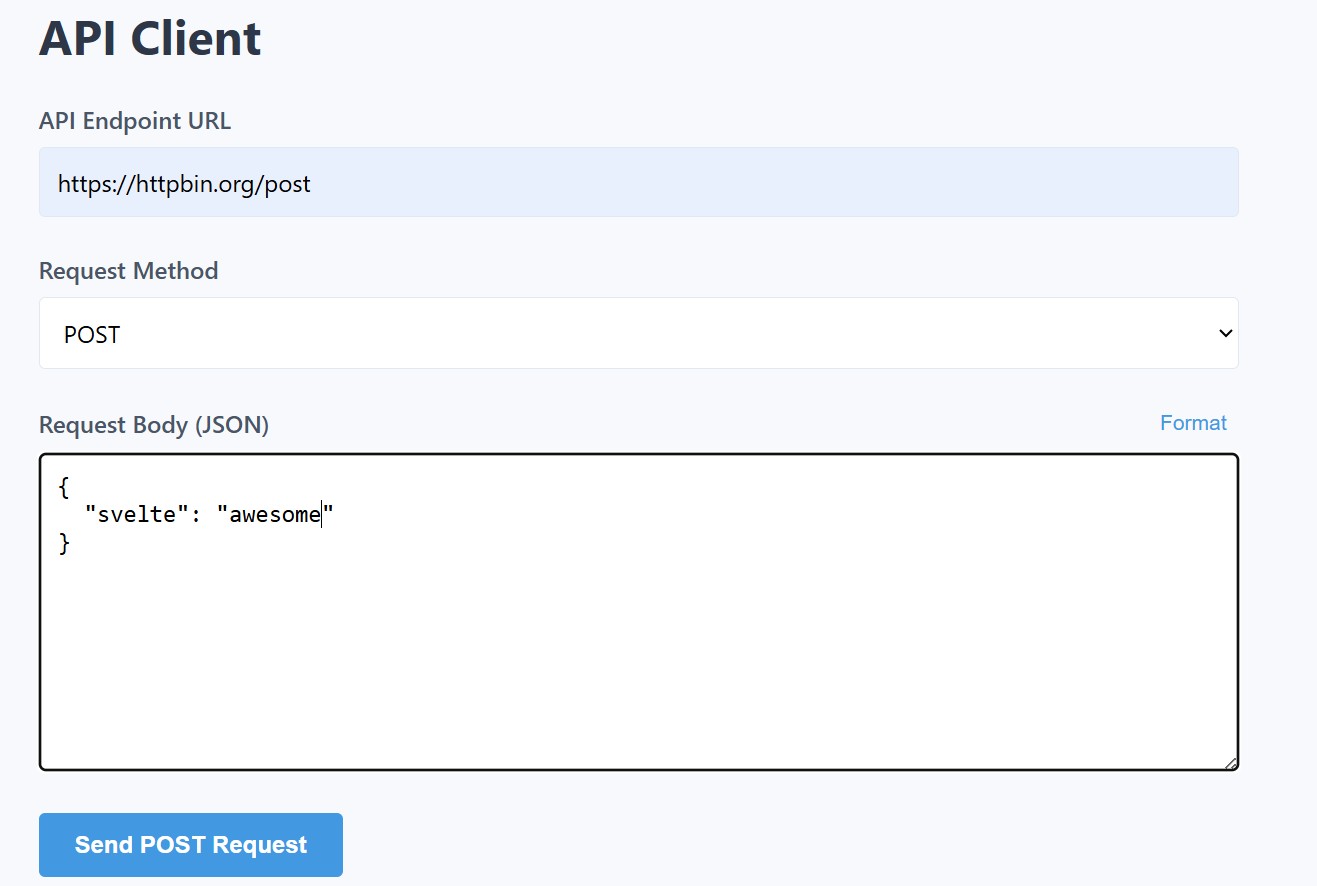 API Client
API Endpoint URL
https://httpbin.org/post
Request Method
POST
Request Body (JSON)
Format
{
  "svelte": "awesome"
}
Send POST Request